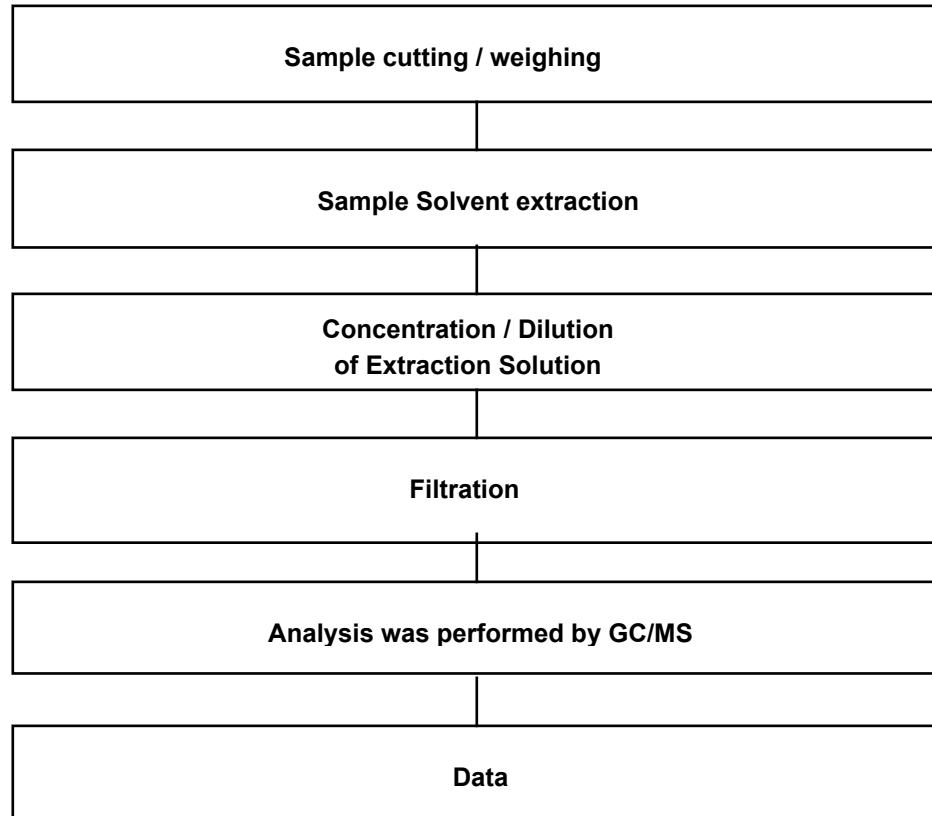 Sample cutting / weighing
Sample Solvent extraction
Concentration / Dilution
of Extraction Solution
Filtration
Analysis was performed by GC/MS
Data